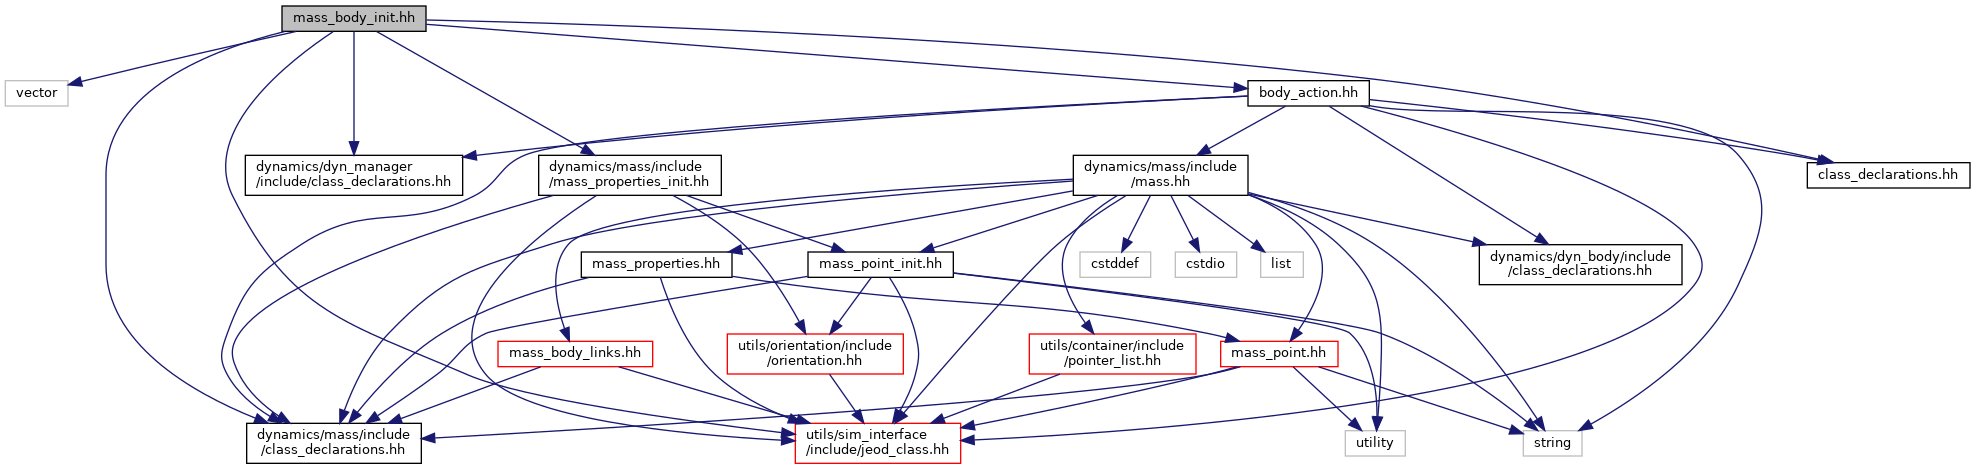 mass_body_init.hh
vector
body_action.hh
dynamics/dyn_manager
/include/class_declarations.hh
dynamics/mass/include
/mass_properties_init.hh
dynamics/mass/include
/mass.hh
class_declarations.hh
mass_properties.hh
mass_point_init.hh
cstddef
cstdio
list
dynamics/dyn_body/include
/class_declarations.hh
mass_body_links.hh
utils/orientation/include
/orientation.hh
utils/container/include
/pointer_list.hh
mass_point.hh
dynamics/mass/include
/class_declarations.hh
utils/sim_interface
/include/jeod_class.hh
utility
string